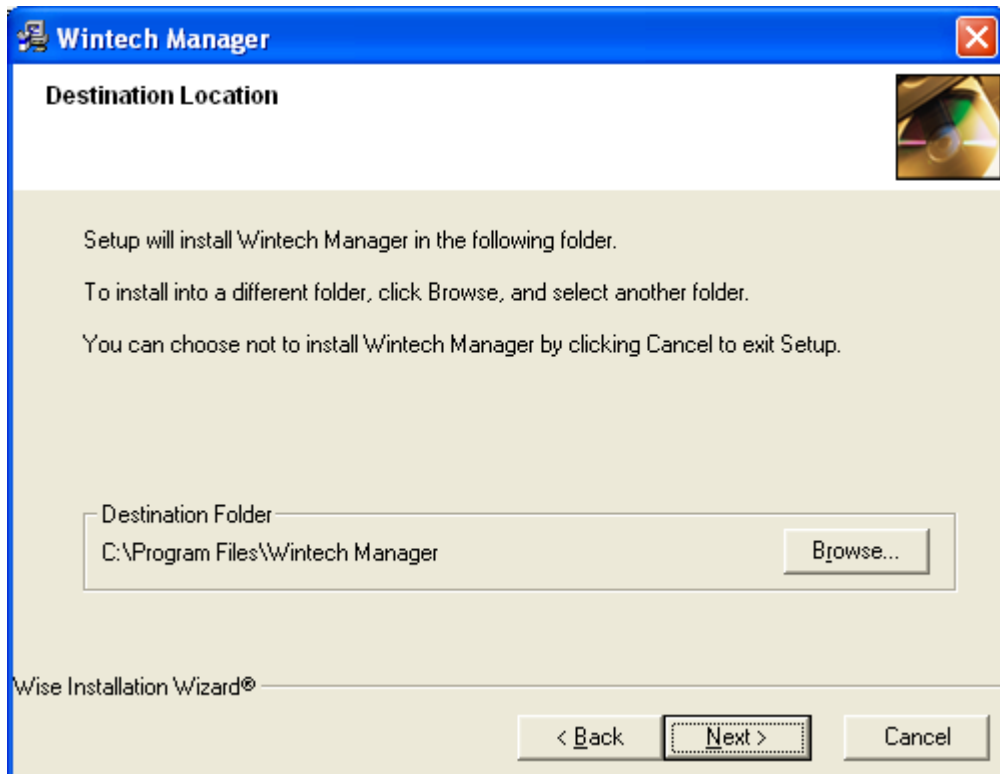 Wintech Manager
Destination Location
Setup will install Wintech Manager in the following folder.
To install into a different folder, click Browse, and select another folder.
You can choose not to install Wintech Manager by clicking Cancel to exit Setup.
Destination Folder
C:\Program Files\Wintech Manager
Browse...
Wise Installation Wizard®
< Back
Next >
Cancel